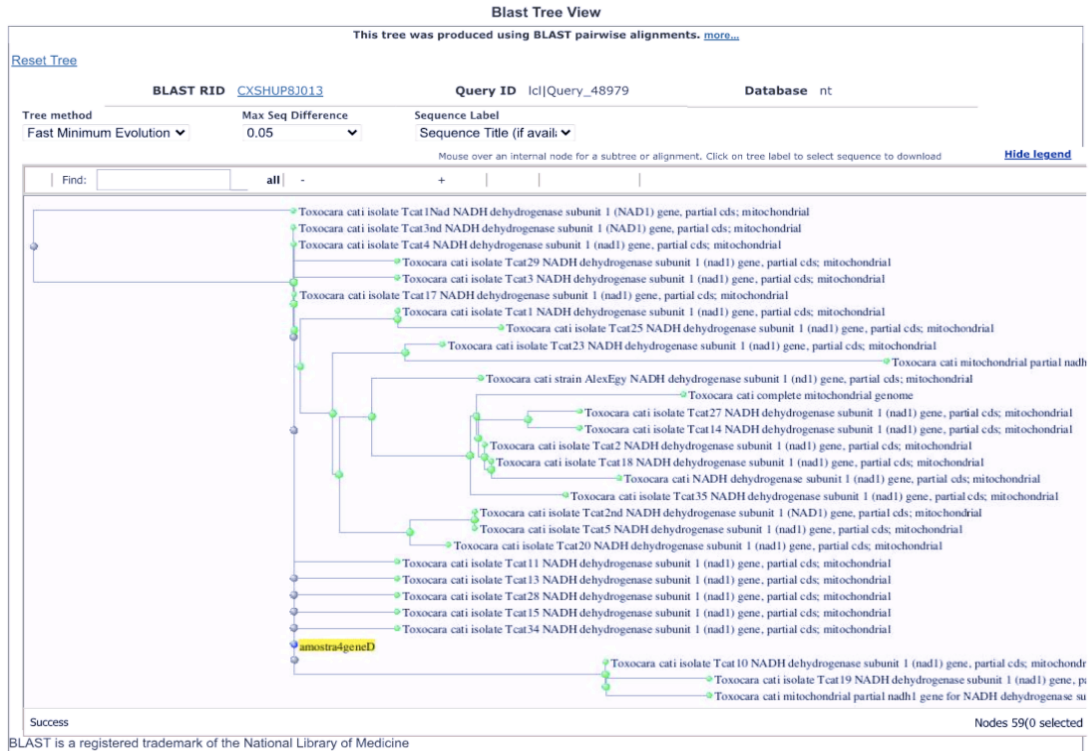 Blast Tree View
This tree was produced using BLAST pairwise alignments. more...
Reset Tree
BLAST RID CXSHUP8J013 Query ID lcl|Query_48979 Database nt
Tree method Max Seq Difference Sequence Label
Fast Minimum Evolution 0.05 Sequence Title (if avail
Mouse over an internal node for a subtree or alignment. Click on tree label to select sequence to download Hide legend
Find: all - +
Toxocara cati isolate Tcat1Nad NADH dehydrogenase subunit 1 (NAD1) gene, partial cds; mitochondrial
Toxocara cati isolate Tcat3nd NADH dehydrogenase subunit 1 (NAD1) gene, partial cds; mitochondrial
Toxocara cati isolate Tcat4 NADH dehydrogenase subunit 1 (nad1) gene, partial cds; mitochondrial
Toxocara cati isolate Tcat29 NADH dehydrogenase subunit 1 (nad1) gene, partial cds; mitochondrial
Toxocara cati isolate Tcat3 NADH dehydrogenase subunit 1 (nad1) gene, partial cds; mitochondrial
Toxocara cati isolate Tcat17 NADH dehydrogenase subunit 1 (nad1) gene, partial cds; mitochondrial
Toxocara cati isolate Tcat1 NADH dehydrogenase subunit 1 (nad1) gene, partial cds; mitochondrial
Toxocara cati isolate Tcat25 NADH dehydrogenase subunit 1 (nad1) gene, partial cds; mitochondrial
Toxocara cati isolate Tcat23 NADH dehydrogenase subunit 1 (nad1) gene, partial cds; mitochondrial
Toxocara cati mitochondrial partial nadh
Toxocara cati strain AlexEgy NADH dehydrogenase subunit 1 (nd1) gene, partial cds; mitochondrial
Toxocara cati complete mitochondrial genome
Toxocara cati isolate Tcat27 NADH dehydrogenase subunit 1 (nad1) gene, partial cds; mitochondrial
Toxocara cati isolate Tcat14 NADH dehydrogenase subunit 1 (nad1) gene, partial cds; mitochondrial
Toxocara cati isolate Tcat2 NADH dehydrogenase subunit 1 (nad1) gene, partial cds; mitochondrial
Toxocara cati isolate Tcat18 NADH dehydrogenase subunit 1 (nad1) gene, partial cds; mitochondrial
Toxocara cati NADH dehydrogenase subunit 1 (nad1) gene, partial cds; mitochondrial
Toxocara cati isolate Tcat35 NADH dehydrogenase subunit 1 (nad1) gene, partial cds; mitochondrial
Toxocara cati isolate Tcat2nd NADH dehydrogenase subunit 1 (NAD1) gene, partial cds; mitochondrial
Toxocara cati isolate Tcat5 NADH dehydrogenase subunit 1 (nad1) gene, partial cds; mitochondrial
Toxocara cati isolate Tcat20 NADH dehydrogenase subunit 1 (nad1) gene, partial cds; mitochondrial
Toxocara cati isolate Tcat11 NADH dehydrogenase subunit 1 (nad1) gene, partial cds; mitochondrial
Toxocara cati isolate Tcat13 NADH dehydrogenase subunit 1 (nad1) gene, partial cds; mitochondrial
Toxocara cati isolate Tcat28 NADH dehydrogenase subunit 1 (nad1) gene, partial cds; mitochondrial
Toxocara cati isolate Tcat15 NADH dehydrogenase subunit 1 (nad1) gene, partial cds; mitochondrial
Toxocara cati isolate Tcat34 NADH dehydrogenase subunit 1 (nad1) gene, partial cds; mitochondrial
amostra4geneD
Toxocara cati isolate Tcat10 NADH dehydrogenase subunit 1 (nad1) gene, partial cds; mitochondr
Toxocara cati isolate Tcat19 NADH dehydrogenase subunit 1 (nad1) gene, pa
Toxocara cati mitochondrial partial nadh1 gene for NADH dehydrogenase su
Success Nodes 59(0 selected
BLAST is a registered trademark of the National Library of Medicine